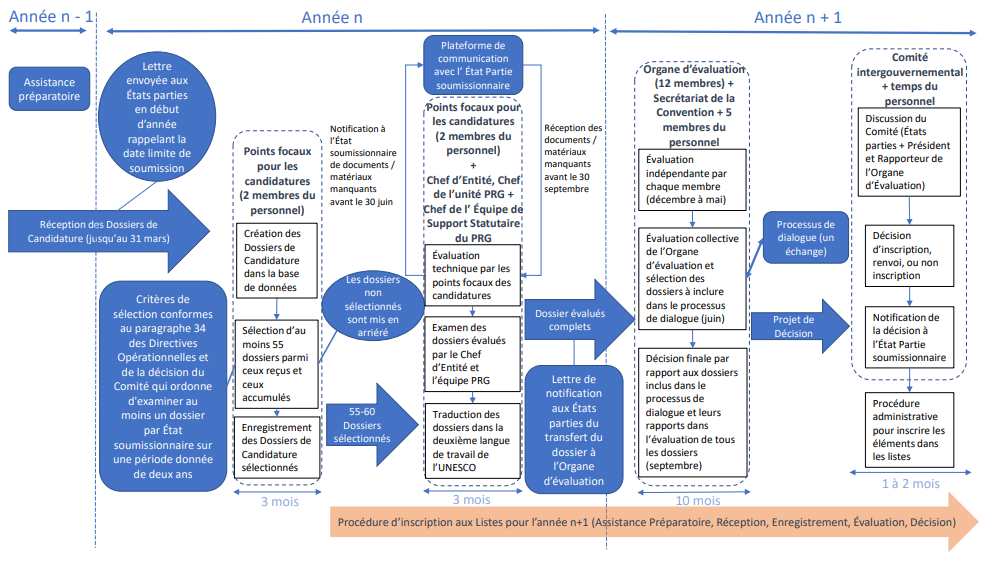 Année n - 1
Année n
Année n + 1
Assistance
préparatoire
Lettre
envoyée aux
États parties
en début
d'année
rappelant la
date limite de
soumission
Réception des Dossiers de
Candidature (jusqu'au 31 mars)
Critères de
sélection conformes
au paragraphe 34
des Directives
Opérationnelles et
de la décision du
Comité qui ordonne
d'examiner au
moins un dossier
par État
soumissionnaire sur
une période donnée
de deux ans
Points focaux
pour les
candidatures
(2 membres du
personnel)
Création des
Dossiers de
Candidature
dans la base
de données
Sélection d'au
moins 55
dossiers parmi
ceux reçus et
ceux
accumulés
Enregistrement
des Dossiers de
Candidature
sélectionnés
3 mois
Notification à
l'État
soumissionnaire
de documents /
matériaux
manquants
avant le 30 juin
Les dossiers
non
sélectionnés
sont mis en
arriéré
55-60
Dossiers
sélectionnés
Plateforme de
communication
avec l' État Partie
soumissionnaire
Points focaux pour
les candidatures
(2 membres du
personnel)
+
Chef d'Entité, Chef
de l'unité PRG +
Chef de l' Équipe de
Support Statutaire
du PRG
Évaluation
technique par les
points focaux des
candidatures
Examen des
dossiers évalués
par le Chef
d'Entité et
l'équipe PRG
Traduction des
dossiers dans la
deuxième langue
de travail de
l'UNESCO
3 mois
Réception des
documents /
matériaux
manquants
avant le 30
septembre
Dossier évalués
complets
Lettre de
notification
aux États
parties du
transfert du
dossier à
l'Organe
d'évaluation
Organe d'évaluation
(12 membres) +
Secrétariat de la
Convention + 5
membres du
personnel
Évaluation
indépendante par
chaque membre
(décembre à mai)
Évaluation collective
de l'Organe
d'évaluation et
sélection des
dossiers à inclure
dans le processus
de dialogue (juin)
Décision finale par
rapport aux dossiers
inclus dans le
processus de
dialogue et leurs
rapports dans
l'évaluation de tous
les dossiers
(septembre)
10 mois
Processus de
dialogue (un
échange)
Projet de
Décision
Comité
intergouvernemental
+ temps du
personnel
Discussion du
Comité (États
parties + Président
et Rapporteur de
l'Organe
d'Évaluation)
Décision
d'inscription,
renvoi, ou non
inscription
Notification de
la décision à
l'État Partie
soumissionnaire
Procédure
administrative
pour inscrire les
éléments dans
les listes
1 à 2 mois
Procédure d'inscription aux Listes pour l'année n+1 (Assistance Préparatoire, Réception, Enregistrement, Évaluation, Décision)